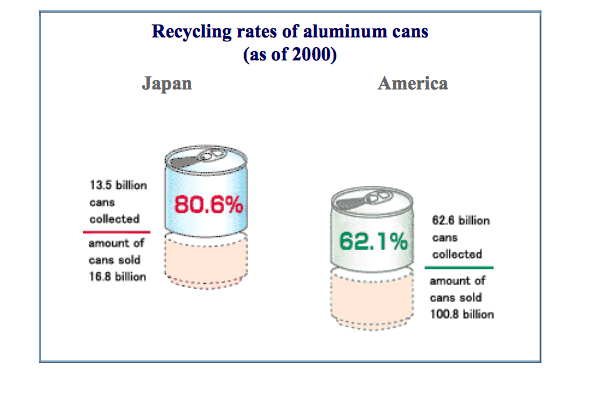 Recycling rates of aluminum cans
(as of 2000)
Japan
America
13.5 billion
cans
collected
amount of
cans sold
16.8 billion
80.6%
62.1%
62.6 billion
cans
collected
amount of
cans sold
100.8 billion